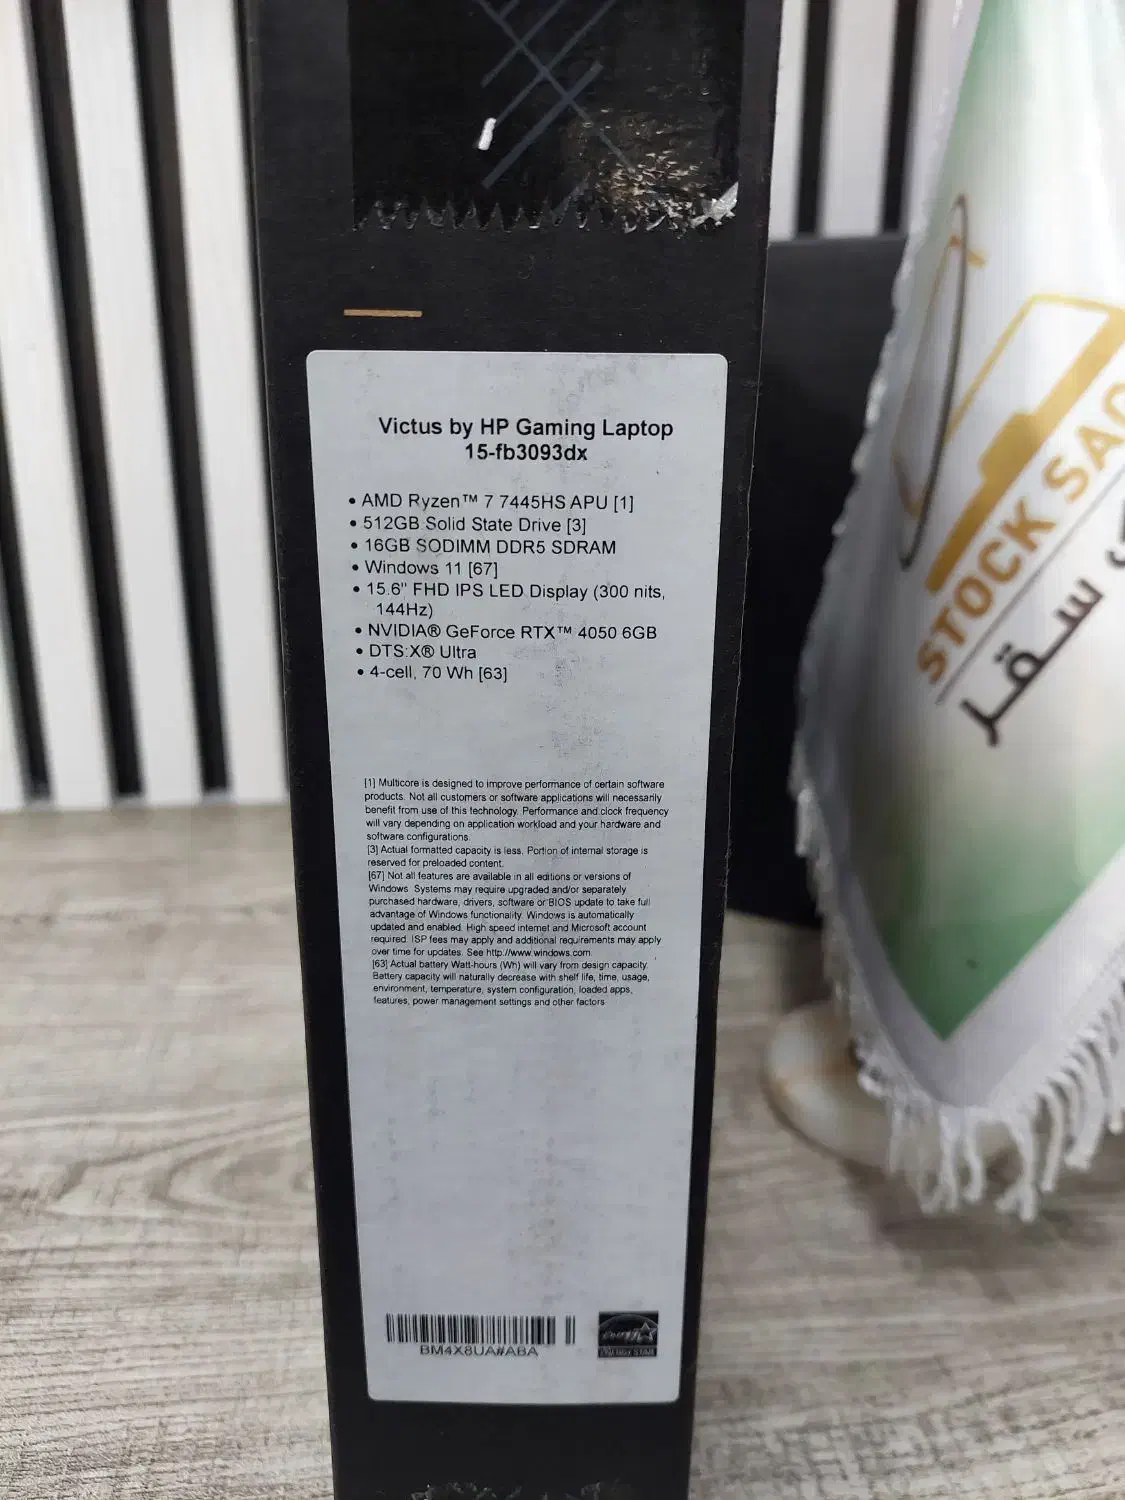 Victus by HP Gaming Laptop
15-fb3093dx
• AMD Ryzen™ 7 7445HS APU [1]
• 512GB Solid State Drive [3]
• 16GB SODIMM DDR5 SDRAM
• Windows 11 [67]
• 15.6" FHD IPS LED Display (300 nits,
144Hz)
• NVIDIA® GeForce RTX™ 4050 6GB
• DTS:X® Ultra
• 4-cell, 70 Wh [63]
[1] Multicore is designed to improve performance of certain software
products. Not all customers or software applications will necessarily
benefit from use of this technology. Performance and clock frequency
will vary depending on application workload and your hardware and
software configurations.
[3] Actual formatted capacity is less. Portion of internal storage is
reserved for preloaded content.
[67] Not all features are available in all editions or versions of
Windows. Systems may require upgraded and/or separately
purchased hardware, drivers, software or BIOS update to take full
advantage of Windows functionality. Windows is automatically
updated and enabled. High speed internet and Microsoft account
required. ISP fees may apply and additional requirements may apply
over time for updates. See http://www.windows.com.
[63] Actual battery Watt-hours (Wh) will vary from design capacity.
Battery capacity will naturally decrease with shelf life, time, usage,
environment, temperature, system configuration, loaded apps,
features, power management settings and other factors
BM4X8UA#ABA
ENERGY STAR
STOCK
سقر